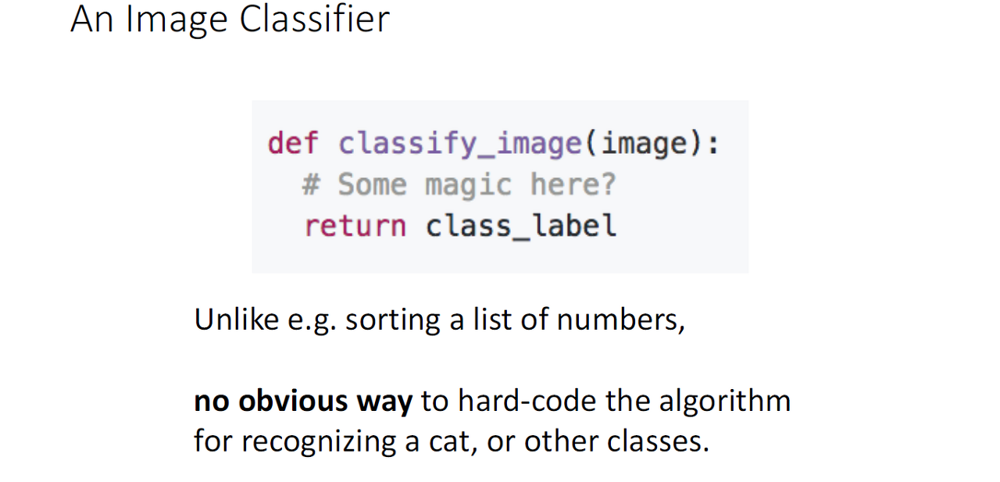 An Image Classifier
def classify_image(image):
# Some magic here?
return class_label
Unlike e.g. sorting a list of numbers,
no obvious way to hard-code the algorithm
for recognizing a cat, or other classes.